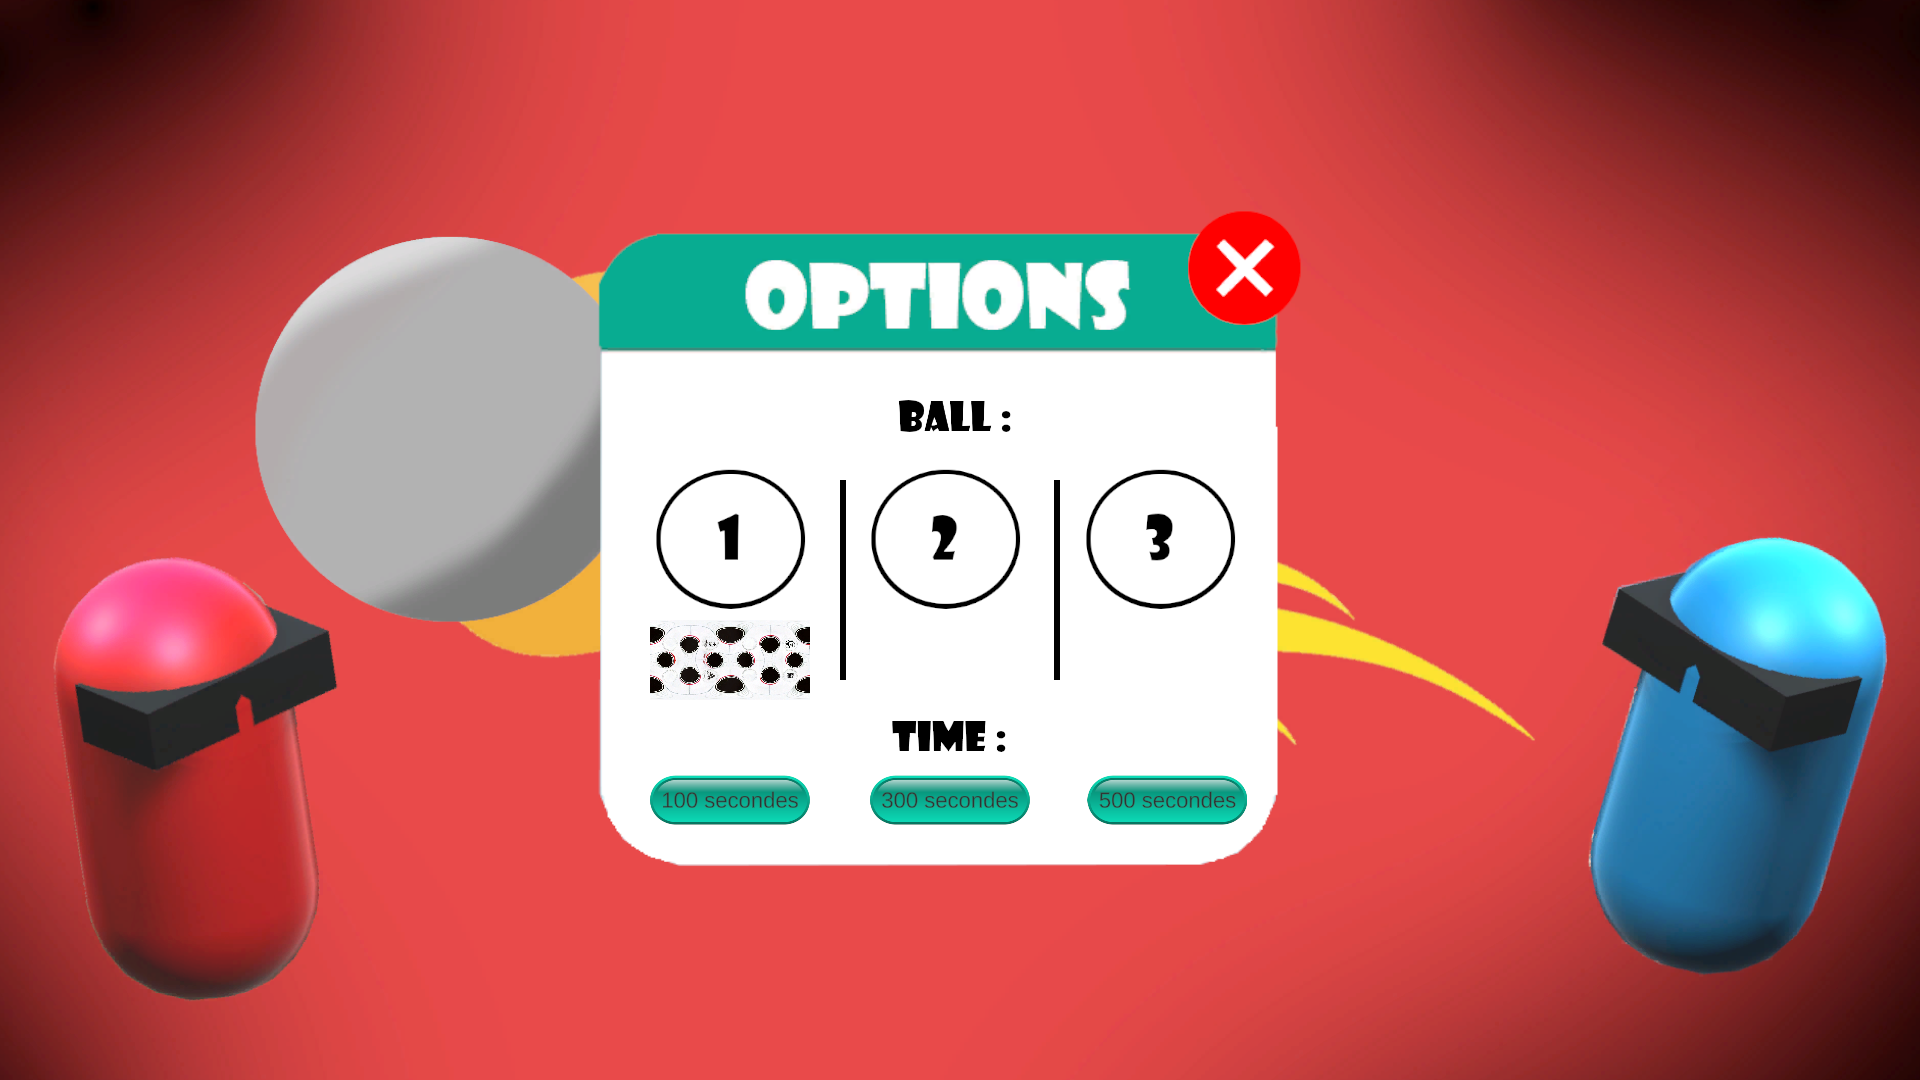 OPTIONS
BALL :
1 2 3
TIME :
100 secondes 300 secondes 500 secondes